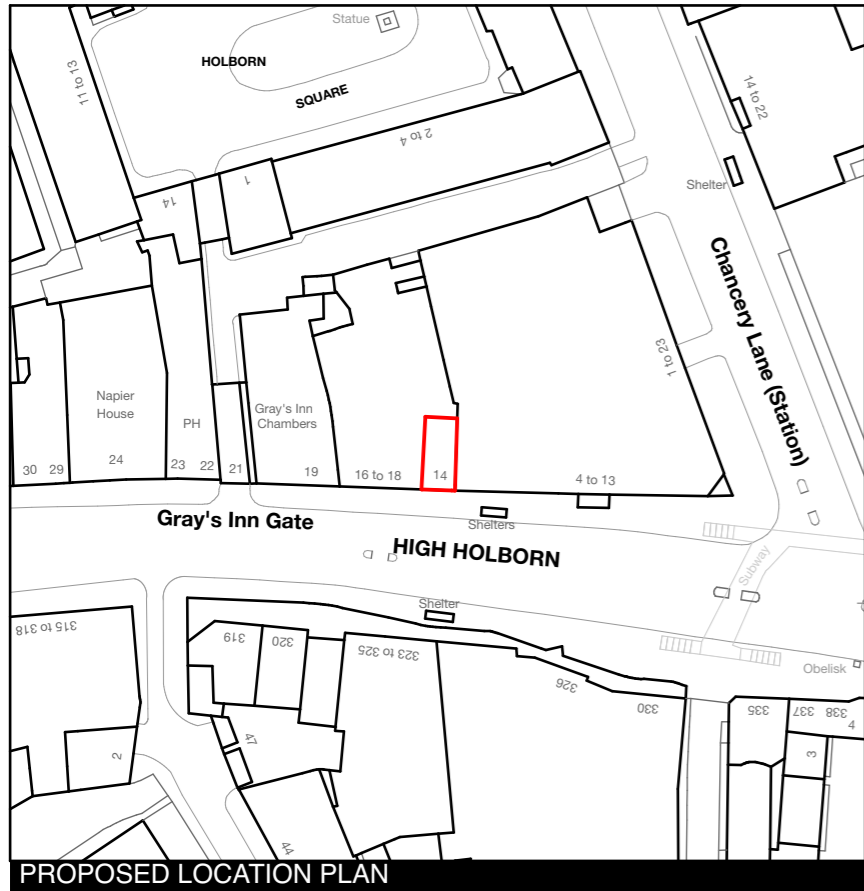 Statue
HOLBORN
SQUARE
11 to 13
14 to 22
2 to 4
Shelter
1
14
Chancery Lane (Station)
1 to 23
Napier
House
PH
Gray's Inn
Chambers
30
29
24
23
22
21
19
16 to 18
14
4 to 13
Gray's Inn Gate
Shelters
HIGH HOLBORN
Subway
Shelter
315 to 318
319
320
323 to 325
326
330
Obelisk
335
337
338
4
2
47
3
44
PROPOSED LOCATION PLAN